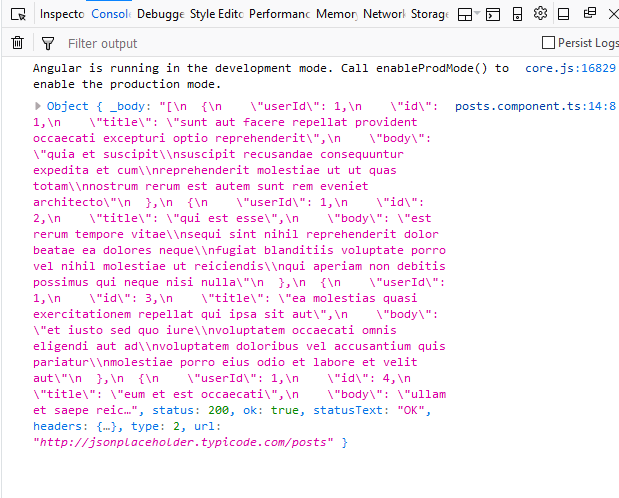 Inspector Console Debugger Style Editor Performance Memory Network Storage
Filter output Persist Logs
Angular is running in the development mode. Call enableProdMode() to core.js:16829
enable the production mode.
Object { _body: "[\n  {\n    \"userId\": 1,\n    \"id\": posts.component.ts:14:8
1,\n    \"title\": \"sunt aut facere repellat provident
occaecati excepturi optio reprehenderit\",\n    \"body\":
\"quia et suscipit\\nsuscipit recusandae consequuntur
expedita et cum\\nreprehenderit molestiae ut ut quas
totam\\nnostrum rerum est autem sunt rem eveniet
architecto\"\n  },\n  {\n    \"userId\": 1,\n    \"id\":
2,\n    \"title\": \"qui est esse\",\n    \"body\": \"est
rerum tempore vitae\\nsequi sint nihil reprehenderit dolor
beatae ea dolores neque\\nfugiat blanditiis voluptate porro
vel nihil molestiae ut reiciendis\\nqui aperiam non debitis
possimus qui neque nisi nulla\"\n  },\n  {\n    \"userId\":
1,\n    \"id\": 3,\n    \"title\": \"ea molestias quasi
exercitationem repellat qui ipsa sit aut\",\n    \"body\":
\"et iusto sed quo iure\\nvoluptatem occaecati omnis
eligendi aut ad\\nvoluptatem doloribus vel accusantium quis
pariatur\\nmolestiae porro eius odio et labore et velit
aut\"\n  },\n  {\n    \"userId\": 1,\n    \"id\": 4,\n
\"title\": \"eum et est occaecati\",\n    \"body\": \"ullam
et saepe reic…", status: 200, ok: true, statusText: "OK",
headers: {…}, type: 2, url:
"http://jsonplaceholder.typicode.com/posts" }